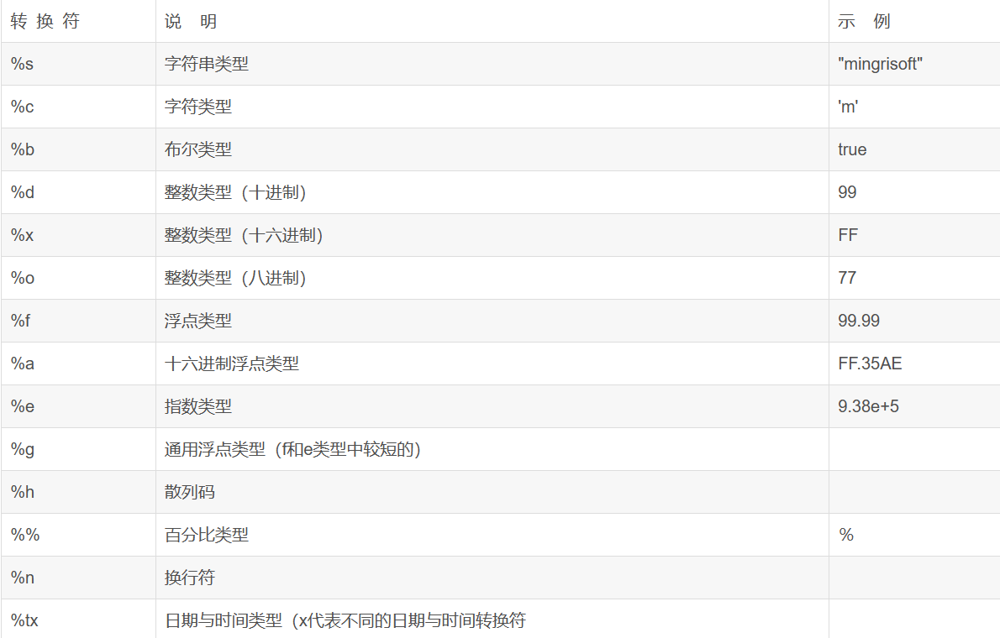 转 换 符 说 明 示 例
%s 字符串类型 "mingrisoft"
%c 字符类型 'm'
%b 布尔类型 true
%d 整数类型（十进制） 99
%x 整数类型（十六进制） FF
%o 整数类型（八进制） 77
%f 浮点类型 99.99
%a 十六进制浮点类型 FF.35AE
%e 指数类型 9.38e+5
%g 通用浮点类型（f和e类型中较短的）
%h 散列码
%% 百分比类型 %
%n 换行符
%tx 日期与时间类型（x代表不同的日期与时间转换符